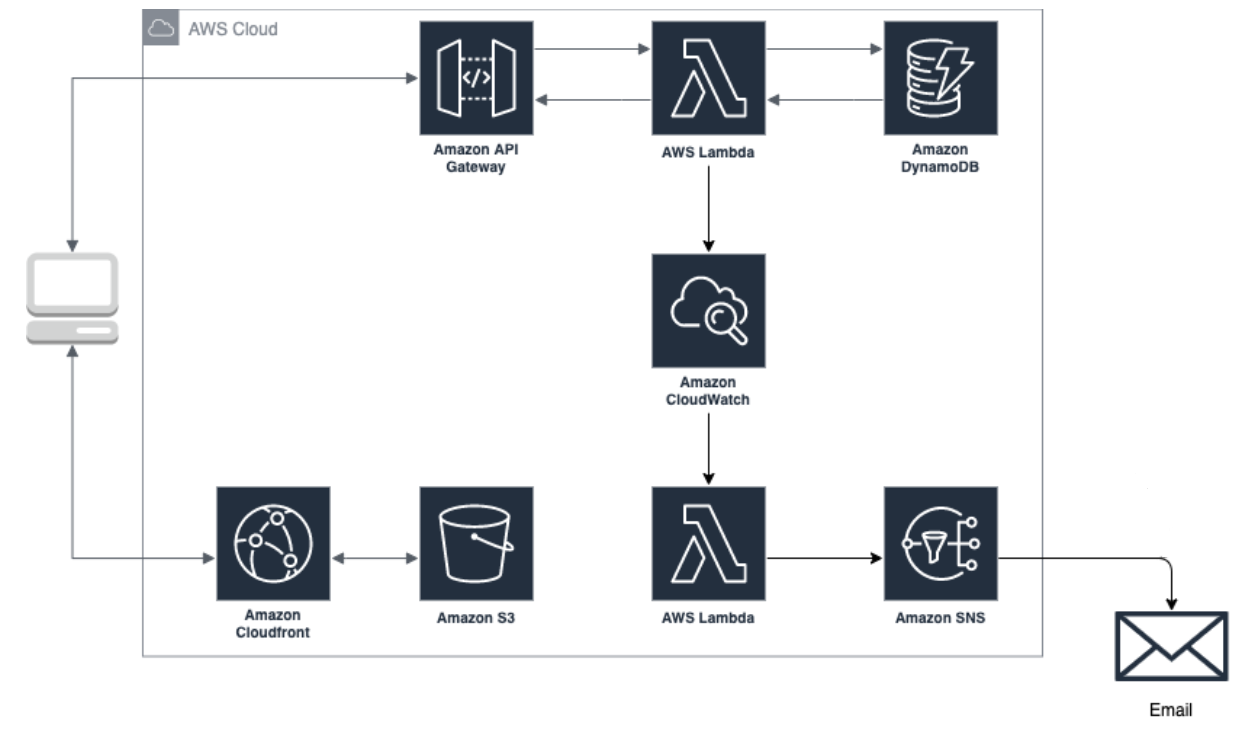 AWS Cloud
</>
Amazon API
Gateway
AWS Lambda
Amazon
DynamoDB
Amazon
CloudWatch
Amazon
Cloudfront
Amazon S3
AWS Lambda
Amazon SNS
Email